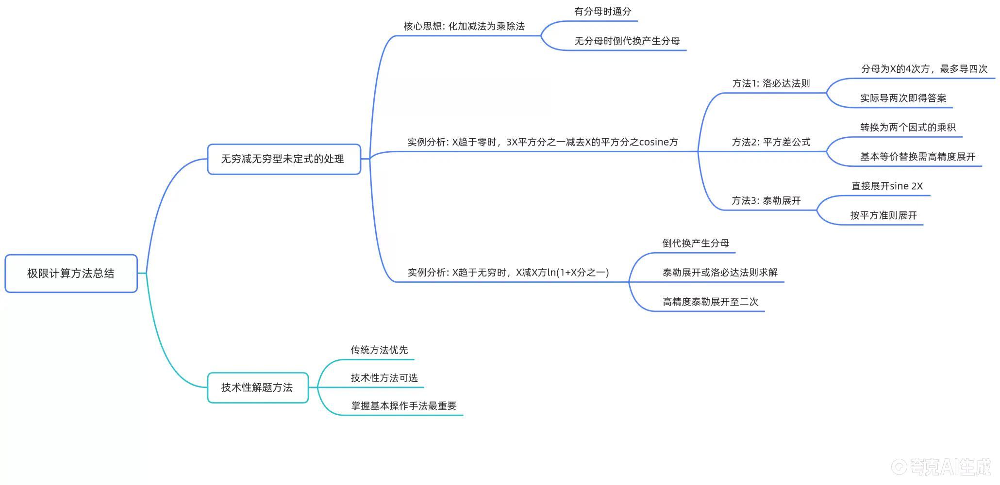 极限计算方法总结
无穷减无穷型未定式的处理
核心思想: 化加减法为乘除法
有分母时通分
无分母时倒代换产生分母
实例分析: X趋于零时，3X平方分之一减去X的平方分之cosine方
方法1: 洛必达法则
分母为X的4次方，最多导四次
实际导两次即得答案
方法2: 平方差公式
转换为两个因式的乘积
基本等价替换需高精度展开
方法3: 泰勒展开
直接展开sine 2X
按平方准则展开
实例分析: X趋于无穷时，X减X方ln(1+X分之一)
倒代换产生分母
泰勒展开或洛必达法则求解
高精度泰勒展开至二次
技术性解题方法
传统方法优先
技术性方法可选
掌握基本操作手法最重要
夸克AI生成